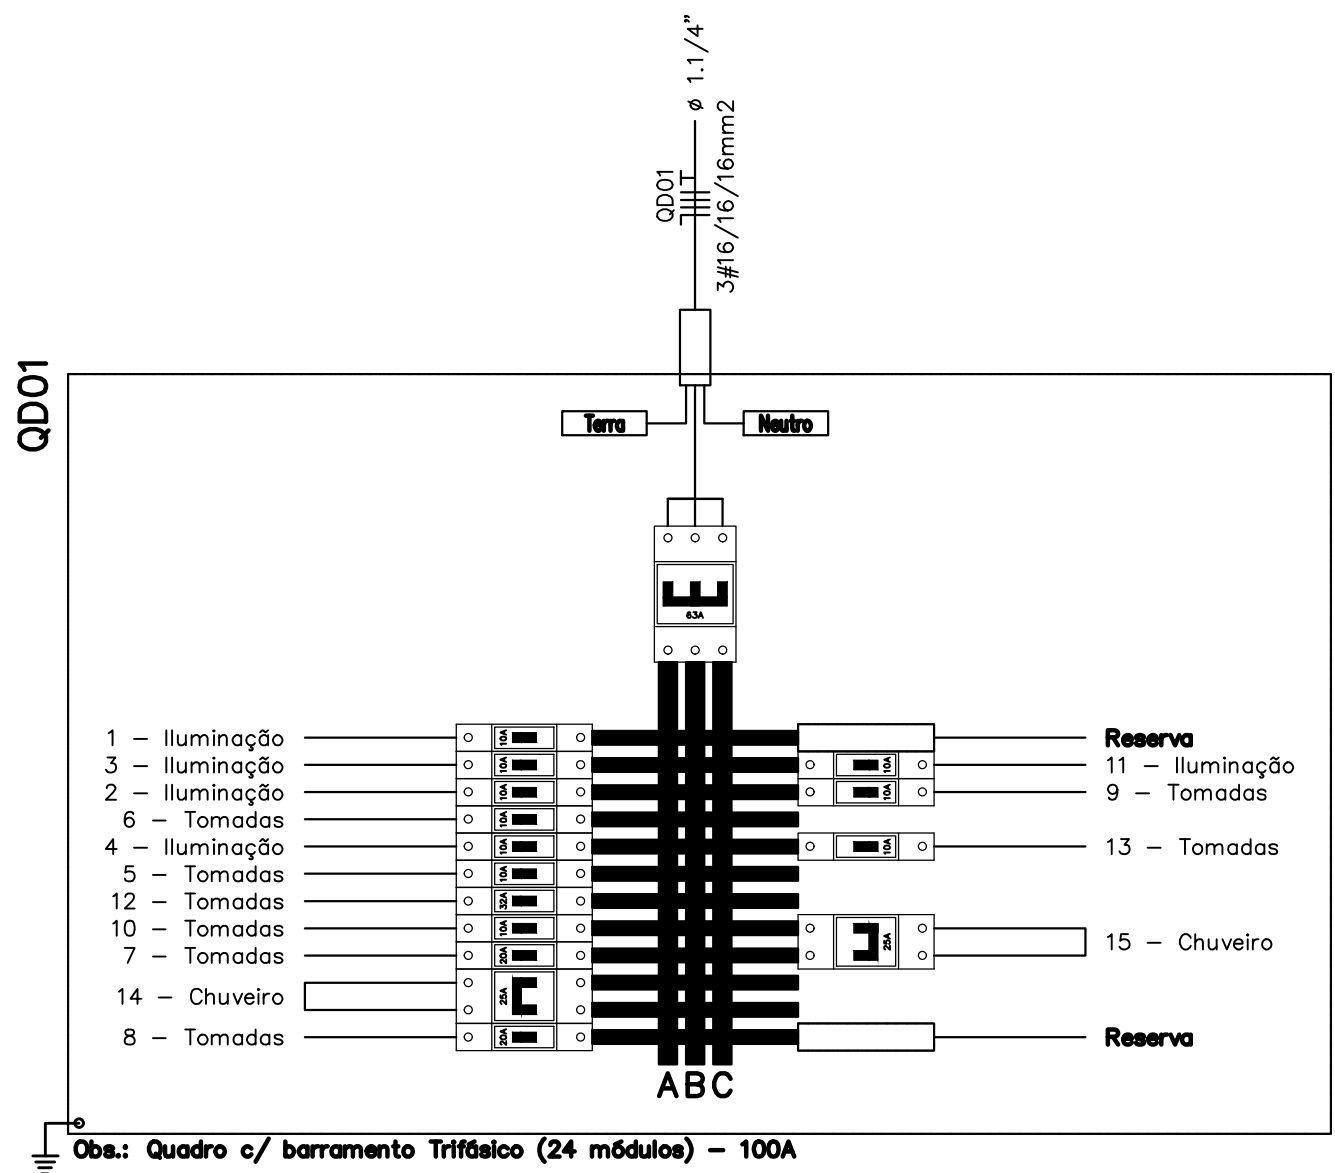 ø 1.1/4"
QD01
3#16/16/16mm2
QD01
Terra
Neutro
63A
1 – Iluminação
10A
Reserva
3 – Iluminação
10A
10A
11 – Iluminação
2 – Iluminação
10A
10A
9 – Tomadas
6 – Tomadas
10A
4 – Iluminação
10A
10A
13 – Tomadas
5 – Tomadas
10A
12 – Tomadas
32A
10 – Tomadas
10A
25A
15 – Chuveiro
7 – Tomadas
20A
14 – Chuveiro
25A
8 – Tomadas
20A
Reserva
A B C
Obs.: Quadro c/ barramento Trifásico (24 módulos) – 100A